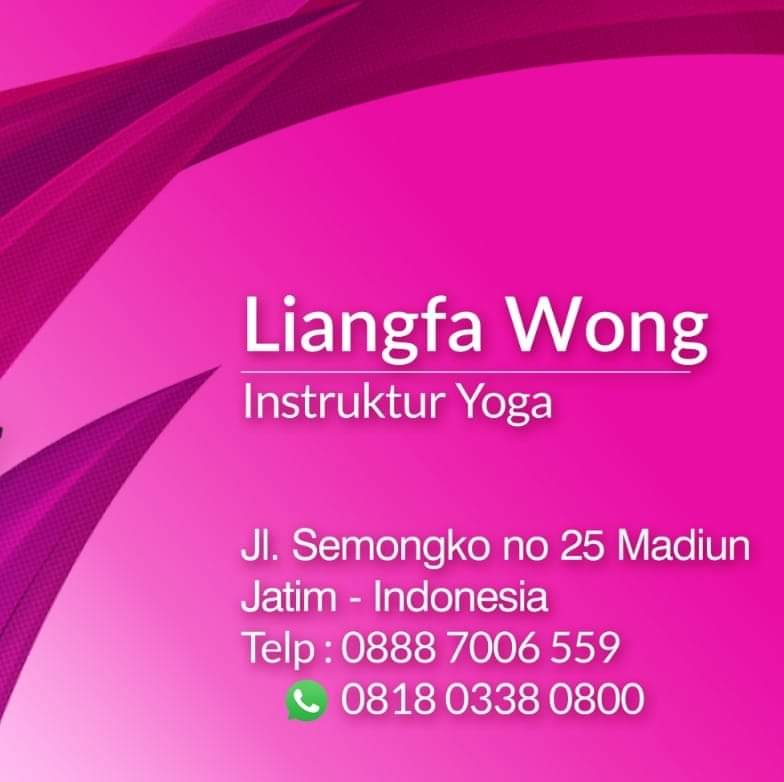 Liangfa Wong
Instruktur Yoga
Jl. Semongko no 25 Madiun
Jatim - Indonesia
Telp : 0888 7006 559
0818 0338 0800